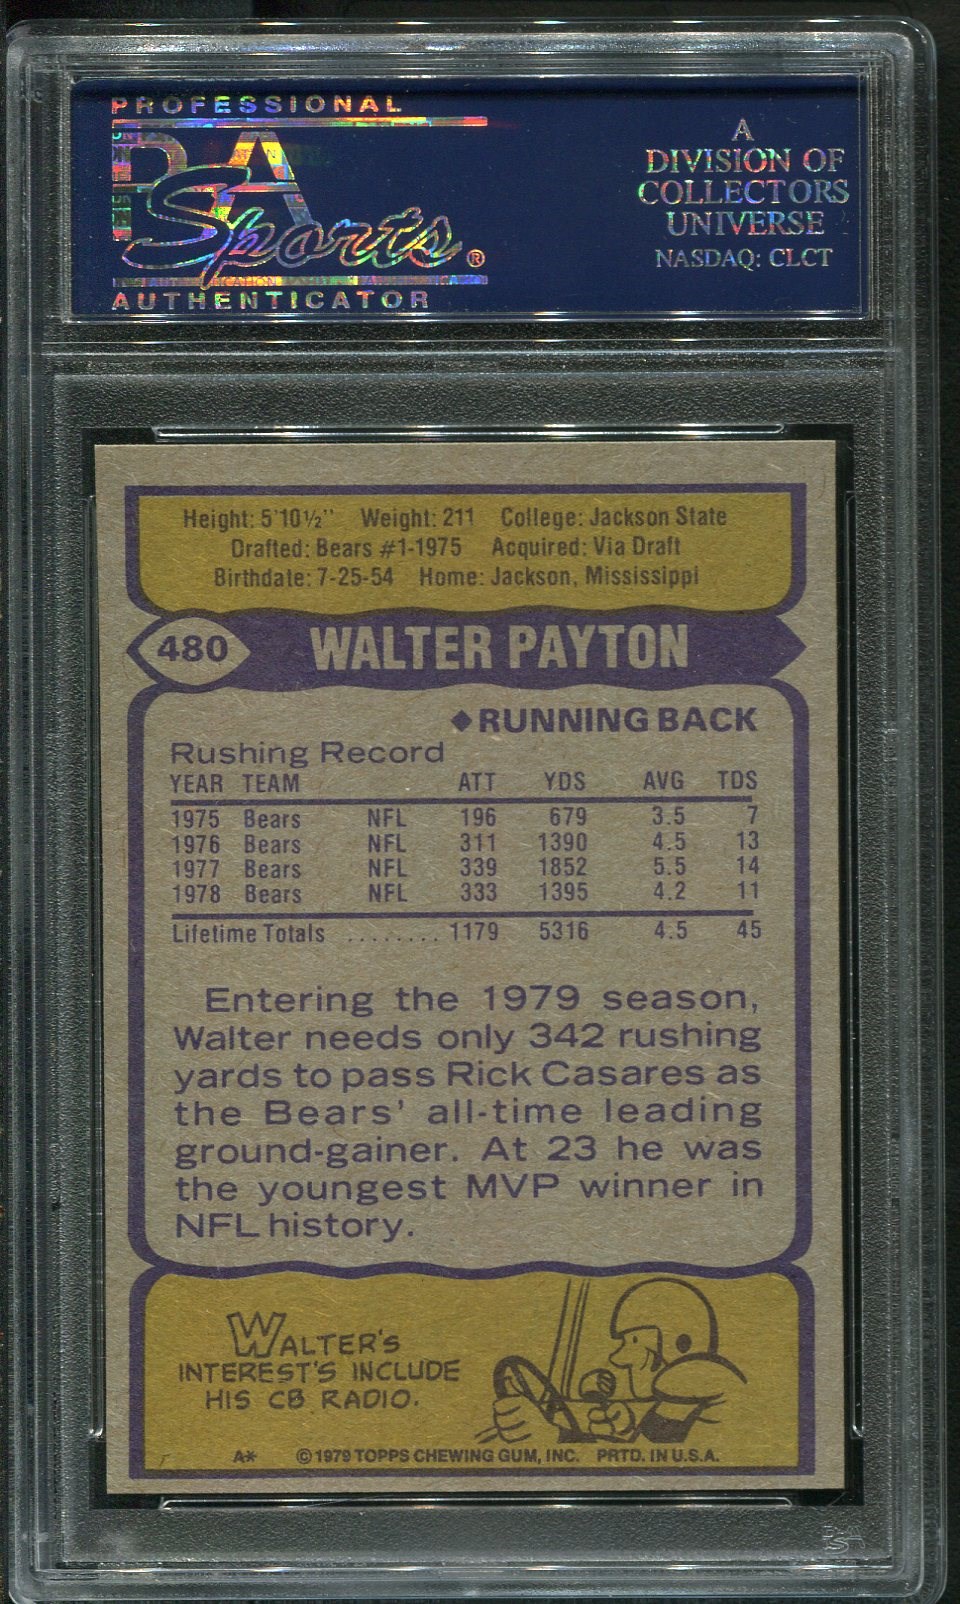 PROFESSIONAL
PSA
Sports®
AUTHENTICATOR
A
DIVISION OF
COLLECTORS
UNIVERSE
NASDAQ: CLCT
Height: 5'10½" Weight: 211 College: Jackson State
Drafted: Bears #1-1975 Acquired: Via Draft
Birthdate: 7-25-54 Home: Jackson, Mississippi
480 WALTER PAYTON
◆RUNNING BACK
Rushing Record
YEAR TEAM ATT YDS AVG TDS
1975 Bears NFL 196 679 3.5 7
1976 Bears NFL 311 1390 4.5 13
1977 Bears NFL 339 1852 5.5 14
1978 Bears NFL 333 1395 4.2 11
Lifetime Totals ........ 1179 5316 4.5 45
Entering the 1979 season,
Walter needs only 342 rushing
yards to pass Rick Casares as
the Bears' all-time leading
ground-gainer. At 23 he was
the youngest MVP winner in
NFL history.
WALTER'S
INTEREST'S INCLUDE
HIS CB RADIO.
A* ©1979 TOPPS CHEWING GUM, INC. PRTD. IN U.S.A.
PSA